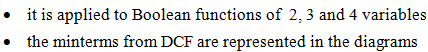 • it is applied to Boolean functions of 2, 3 and 4 variables
• the minterms from DCF are represented in the diagrams